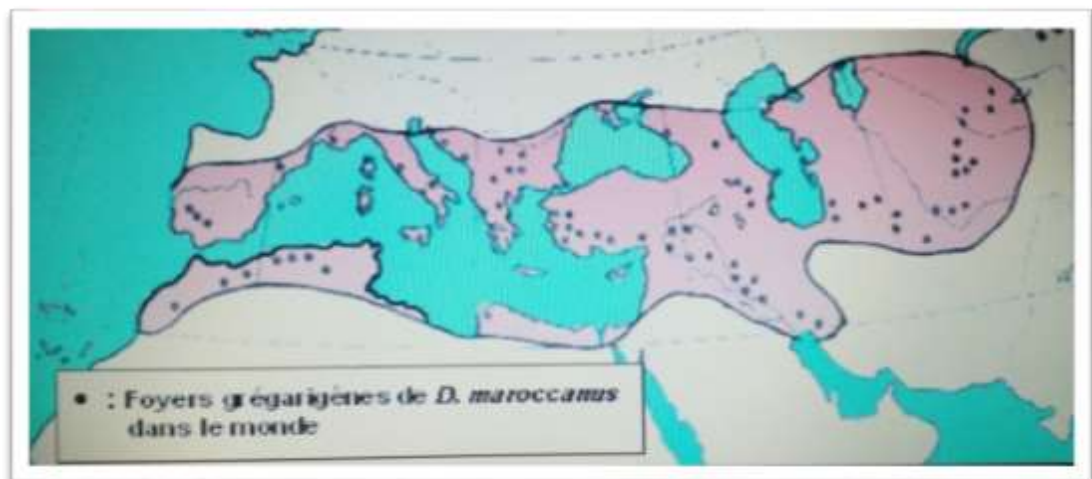 • : Foyers grégarigènes de D. maroccanus
dans le monde